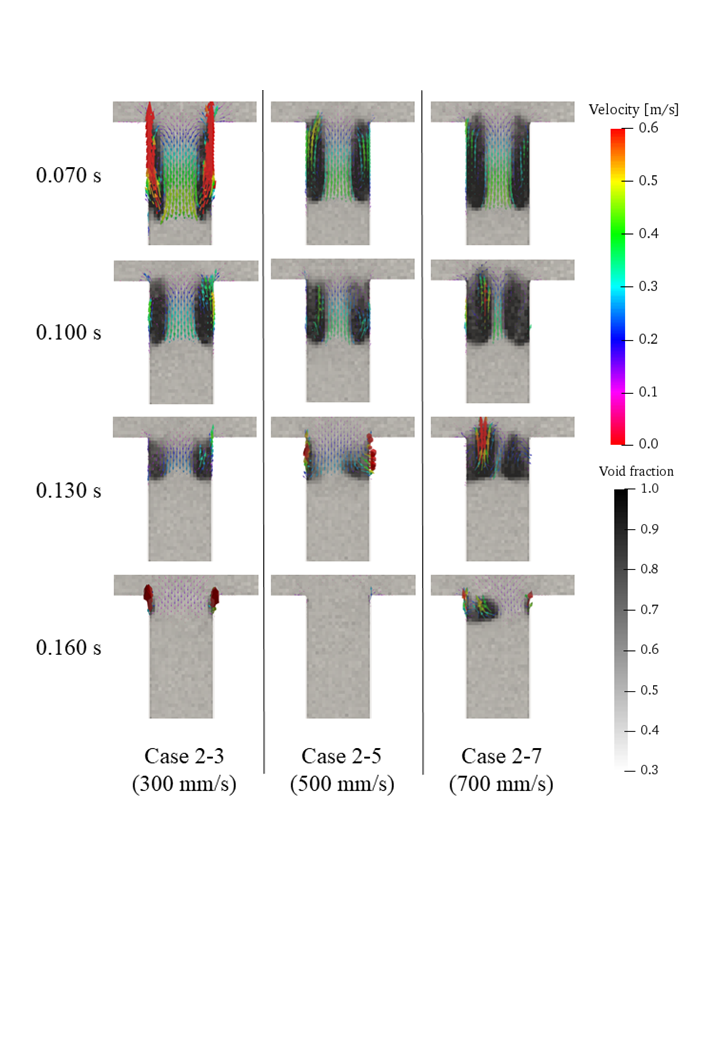 Velocity [m/s]
0.6
0.5
0.4
0.3
0.2
0.1
0.0
0.070 s
0.100 s
0.130 s
0.160 s
Void fraction
1.0
0.9
0.8
0.7
0.6
0.5
0.4
0.3
Case 2-3
(300 mm/s)
Case 2-5
(500 mm/s)
Case 2-7
(700 mm/s)